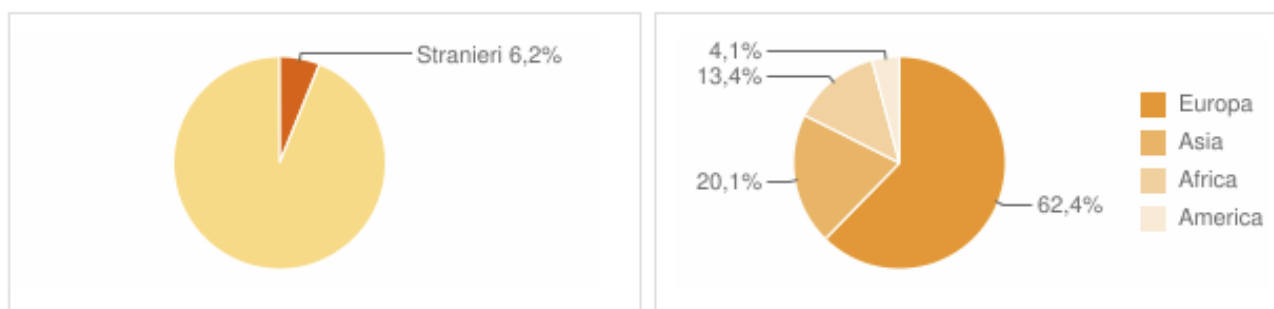 Stranieri 6,2%
4,1%
13,4%
20,1%
62,4%
Europa
Asia
Africa
America